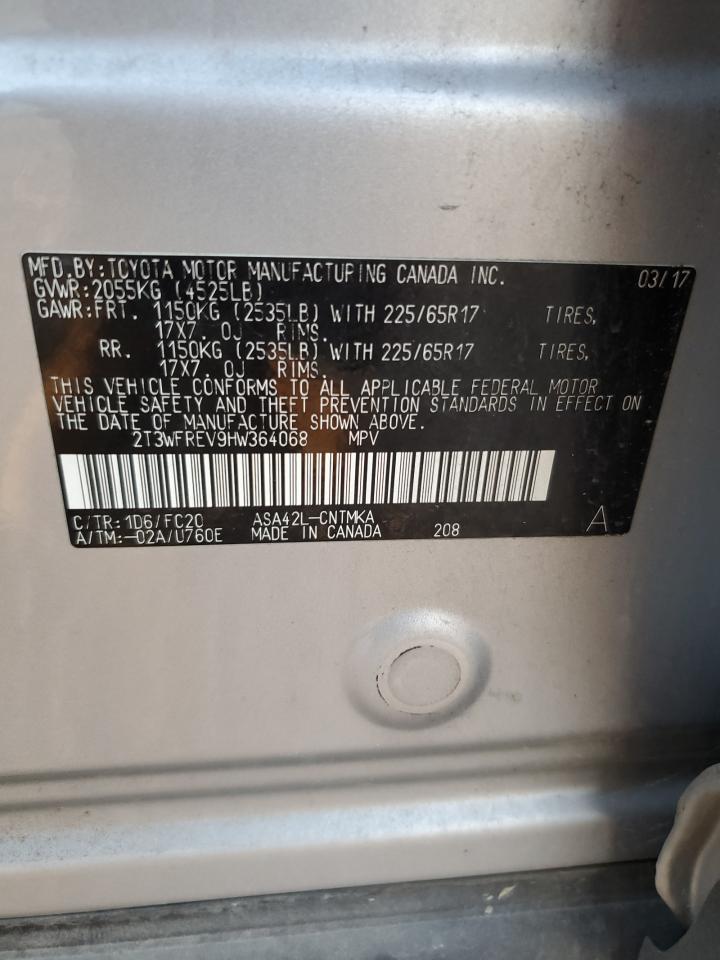 MFD.BY:TOYOTA MOTOR MANUFACTURING CANADA INC. 03/17
GVWR:2055KG (4525LB)
GAWR:FRT. 1150KG (2535LB) WITH 225/65R17 TIRES,
17X7. 0J RIMS.
RR. 1150KG (2535LB) WITH 225/65R17 TIRES,
17X7. 0J RIMS.
THIS VEHICLE CONFORMS TO ALL APPLICABLE FEDERAL MOTOR
VEHICLE SAFETY AND THEFT PREVENTION STANDARDS IN EFFECT ON
THE DATE OF MANUFACTURE SHOWN ABOVE.
2T3WFREV9HW364068 MPV
C/TR: 1D6/FC20 ASA42L-CNTMKA A
A/TM:-02A/U760E MADE IN CANADA 208